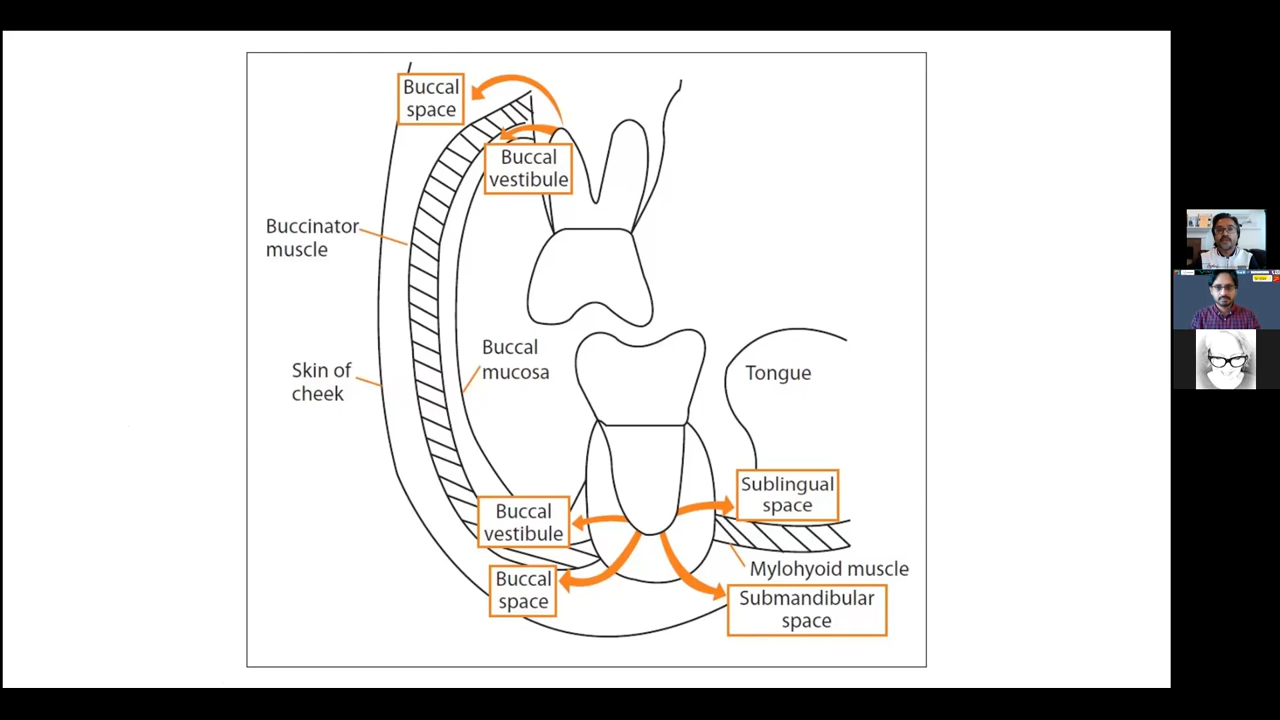 Buccal
space
Buccal
vestibule
Buccinator
muscle
Buccal
mucosa
Skin of
cheek
Tongue
Sublingual
space
Buccal
vestibule
Mylohyoid muscle
Buccal
space
Submandibular
space